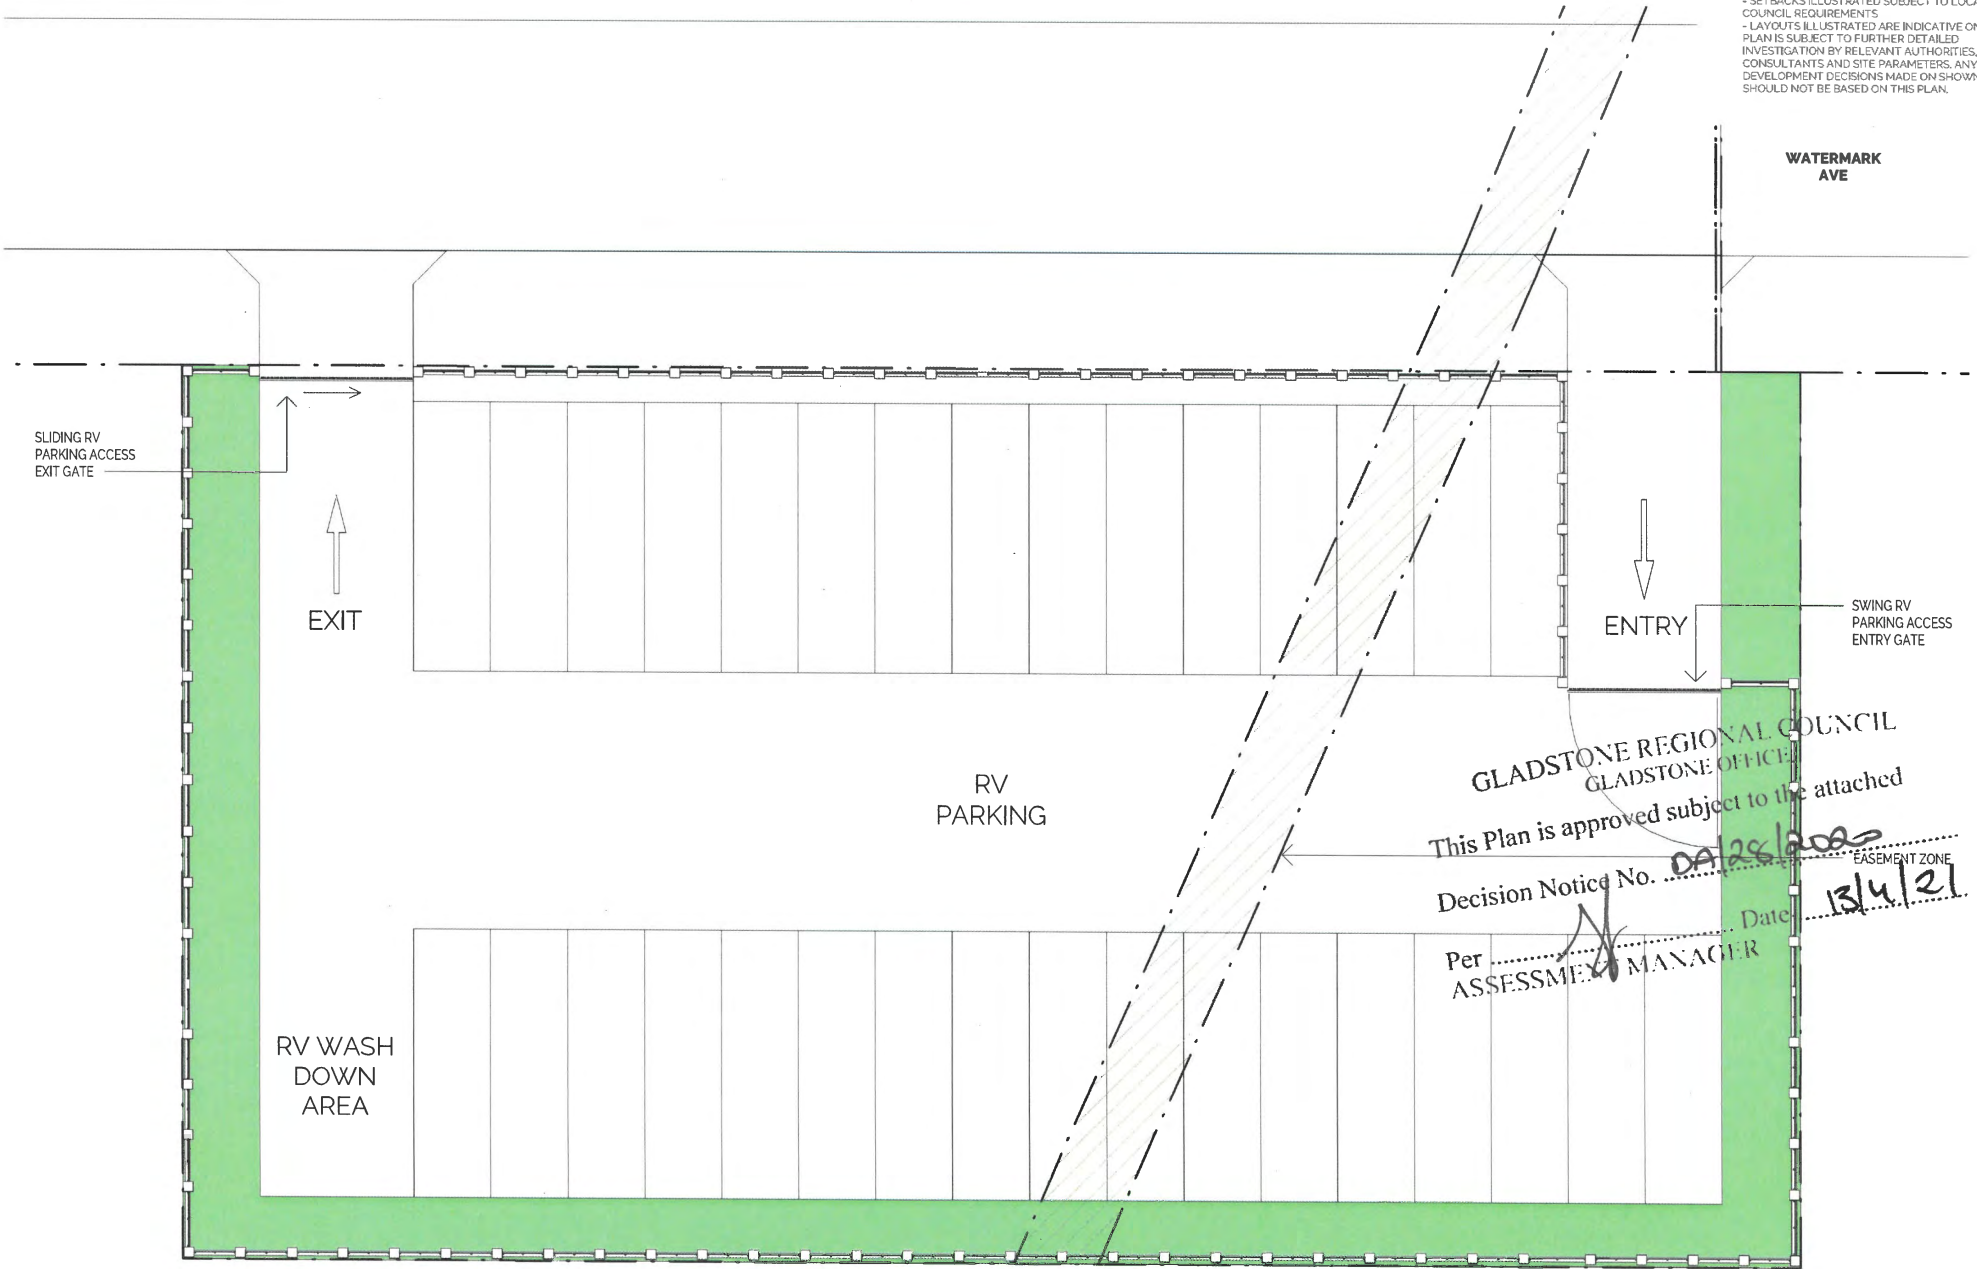 - SETBACKS ILLUSTRATED SUBJECT TO LOCAL
COUNCIL REQUIREMENTS
- LAYOUTS ILLUSTRATED ARE INDICATIVE
PLAN IS SUBJECT TO FURTHER DETAILED
INVESTIGATION BY RELEVANT AUTHORITIES,
CONSULTANTS AND SITE PARAMETERS. ANY
DEVELOPMENT DECISIONS MADE ON SHOWN
SHOULD NOT BE BASED ON THIS PLAN.
WATERMARK
AVE
SLIDING RV
PARKING ACCESS
EXIT GATE
EXIT
ENTRY
SWING RV
PARKING ACCESS
ENTRY GATE
RV
PARKING
GLADSTONE REGIONAL COUNCIL
GLADSTONE OFFICE
This Plan is approved subject to the attached
Decision Notice No. DA/28/2020
EASEMENT ZONE
Per Date 13/4/21
ASSESSMENT MANAGER
RV WASH
DOWN
AREA